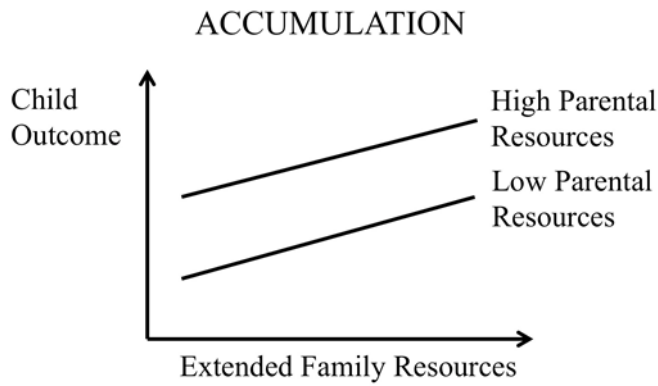 ACCUMULATION
Child
Outcome
High Parental
Resources
Low Parental
Resources
Extended Family Resources